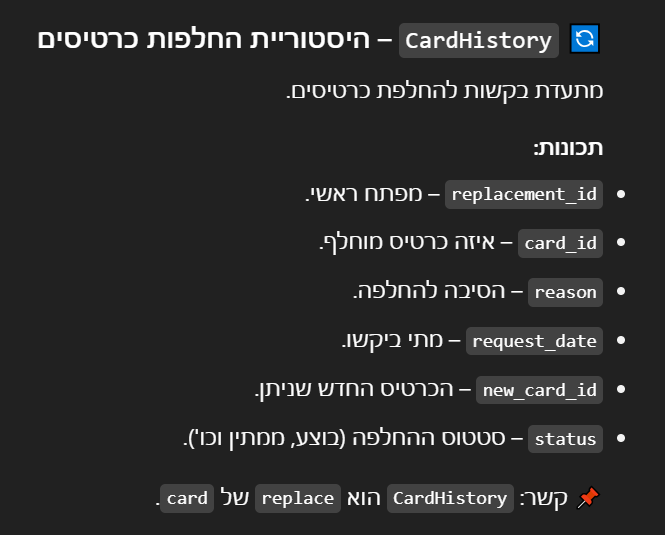 🔄 CardHistory – היסטוריית החלפות כרטיסים
מתעדת בקשות להחלפת כרטיסים.
תכונות:
• replacement_id – מפתח ראשי.
• card_id – איזה כרטיס מוחלף.
• reason – הסיבה להחלפה.
• request_date – מתי ביקשו.
• new_card_id – הכרטיס החדש שניתן.
• status – סטטוס ההחלפה (בוצע, ממתין וכו').
📌 קשר: CardHistory הוא replace של card.